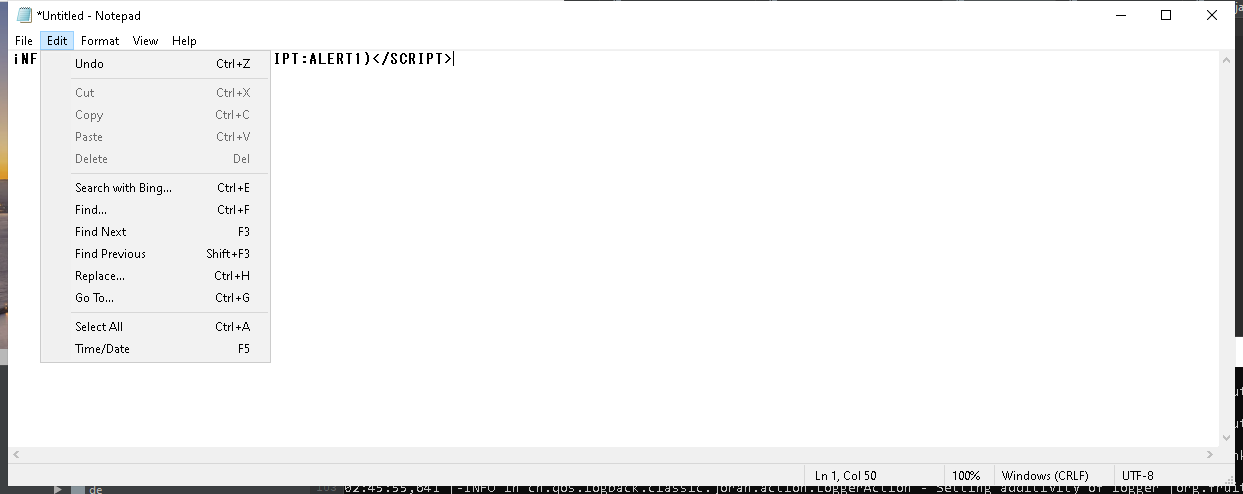 *Untitled - Notepad
File Edit Format View Help
iNF
IPT:ALERT1)</SCRIPT>
Undo Ctrl+Z
Cut Ctrl+X
Copy Ctrl+C
Paste Ctrl+V
Delete Del
Search with Bing... Ctrl+E
Find... Ctrl+F
Find Next F3
Find Previous Shift+F3
Replace... Ctrl+H
Go To... Ctrl+G
Select All Ctrl+A
Time/Date F5
Ln 1, Col 50 100% Windows (CRLF) UTF-8
de
02:45:55,641 |-INFO in ch.qos.logback.classic.joran.action.LoggerAction - Setting additivity of logger